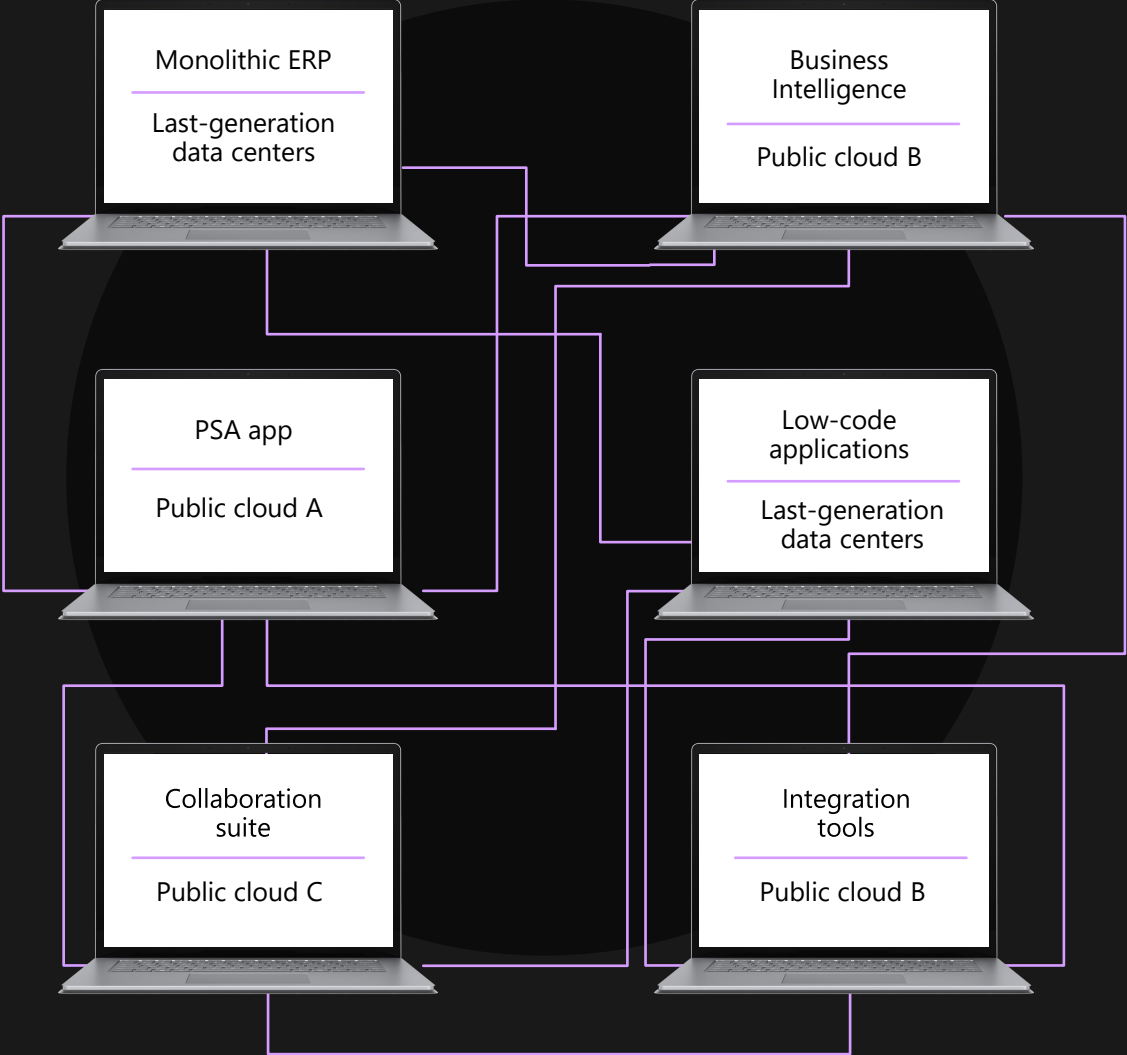 Monolithic ERP
Last-generation
data centers
Business
Intelligence
Public cloud B
PSA app
Public cloud A
Low-code
applications
Last-generation
data centers
Collaboration
suite
Public cloud C
Integration
tools
Public cloud B